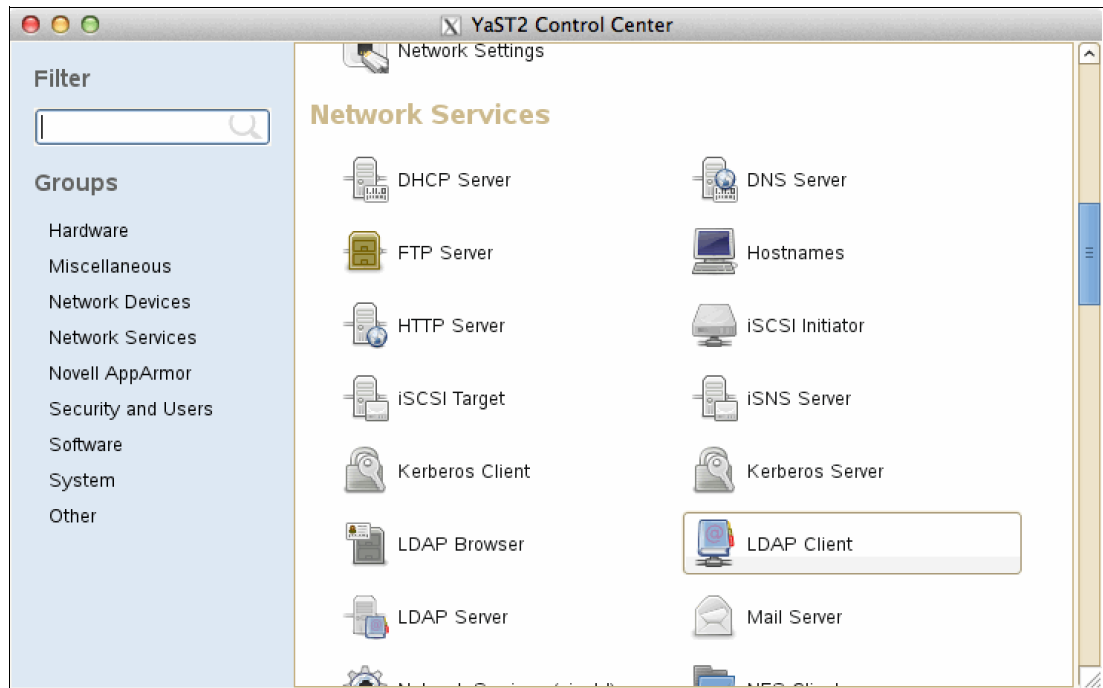 YaST2 Control Center
Filter
Groups
Hardware
Miscellaneous
Network Devices
Network Services
Novell AppArmor
Security and Users
Software
System
Other
Network Settings
Network Services
DHCP Server
DNS Server
FTP Server
Hostnames
HTTP Server
iSCSI Initiator
iSCSI Target
iSNS Server
Kerberos Client
Kerberos Server
LDAP Browser
LDAP Client
LDAP Server
Mail Server